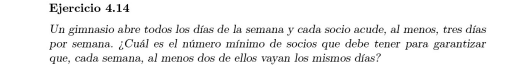 Ejercicio 4.14
Un gimnasio abre todos los días de la semana y cada socio acude, al menos, tres días
por semana. ¿Cuál es el número mínimo de socios que debe tener para garantizar
que, cada semana, al menos dos de ellos vayan los mismos días?